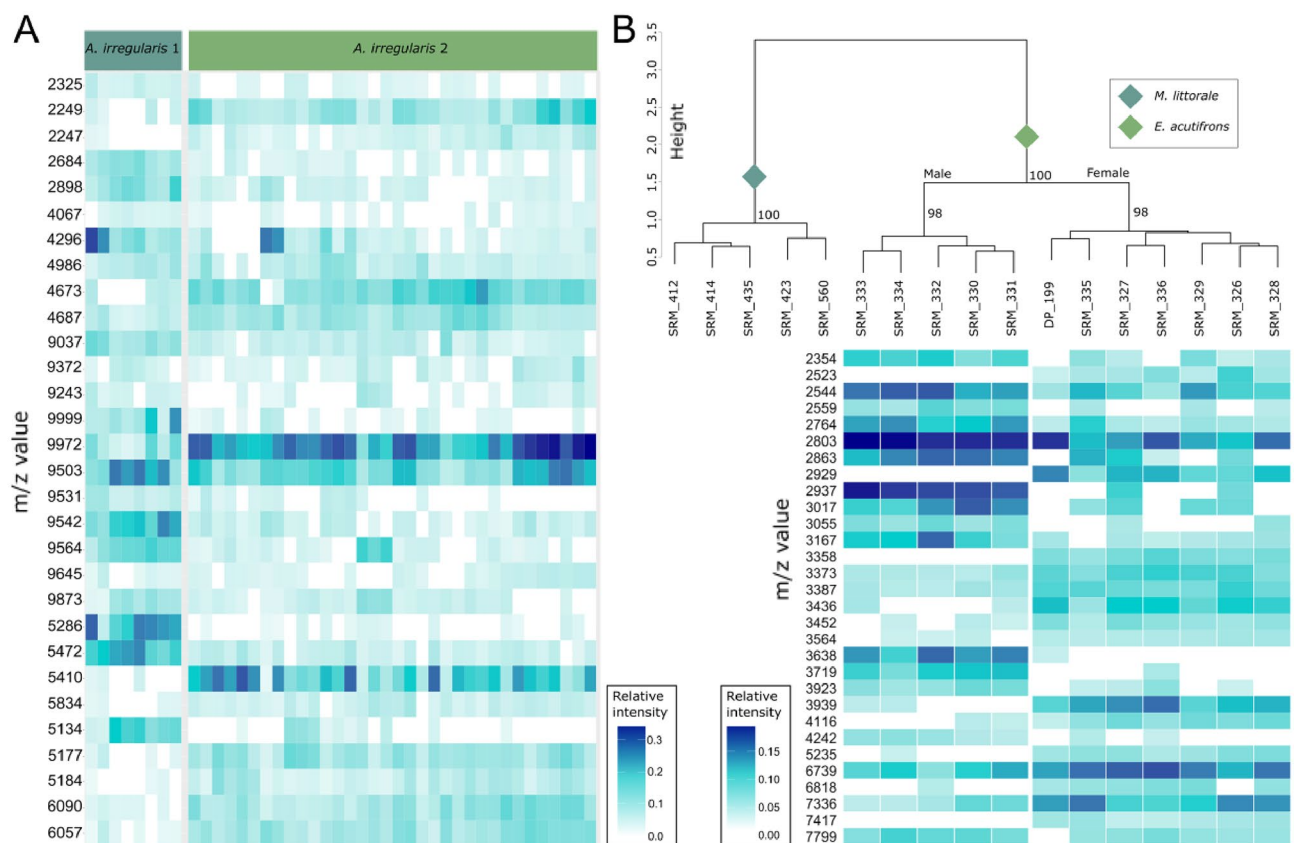 A
A. irregularis 1
A. irregularis 2
m/z value
2325
2249
2247
2684
2898
4067
4296
4986
4673
4687
9037
9372
9243
9999
9972
9503
9531
9542
9564
9645
9873
5286
5472
5410
5834
5134
5177
5184
6090
6057
Relative
intensity
0.3
0.2
0.1
0.0
B
Height
3.5
3.0
2.5
2.0
1.5
1.0
0.5
M. littorale
E. acutifrons
Male
100
Female
100
98
98
SRM_412
SRM_414
SRM_435
SRM_423
SRM_560
SRM_333
SRM_334
SRM_332
SRM_330
SRM_331
DP_199
SRM_335
SRM_327
SRM_336
SRM_329
SRM_326
SRM_328
m/z value
2354
2523
2544
2559
2764
2803
2863
2929
2937
3017
3055
3167
3358
3373
3387
3436
3452
3564
3638
3719
3923
3939
4116
4242
5235
6739
6818
7336
7417
7799
Relative
intensity
0.15
0.10
0.05
0.00